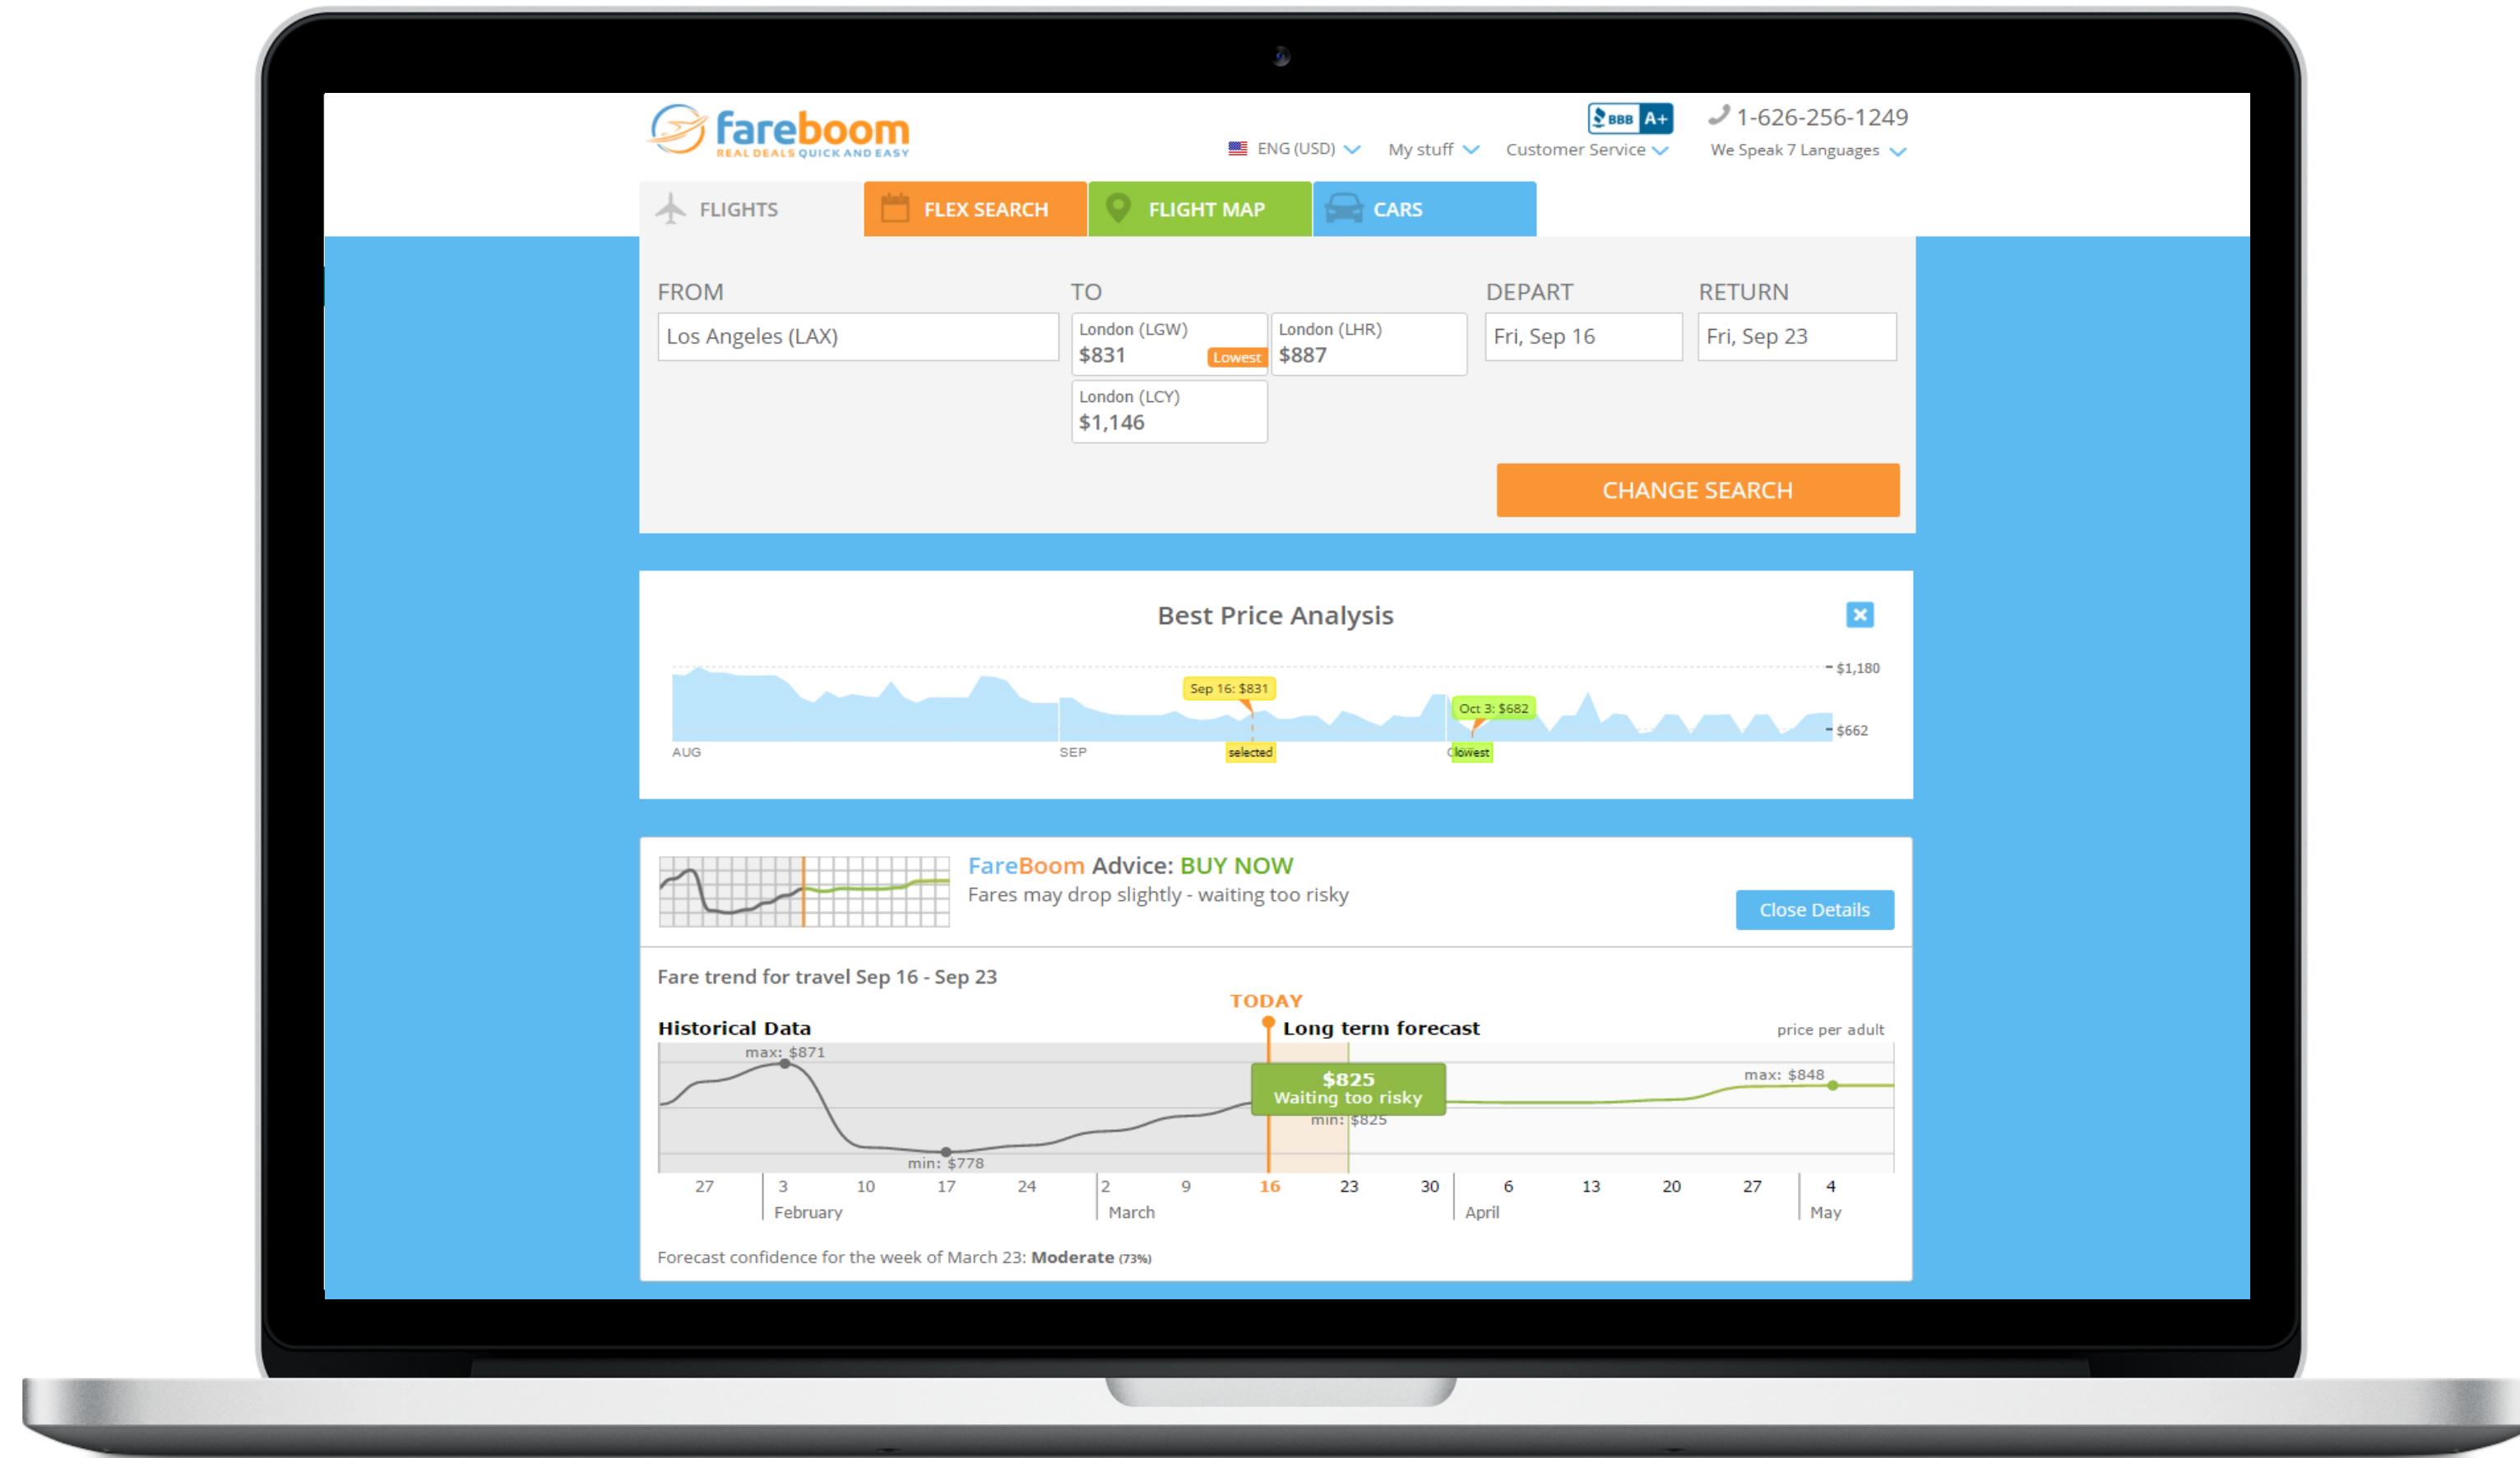 fareboom
REAL DEALS QUICK AND EASY
BBB A+
1-626-256-1249
ENG (USD)
My stuff
Customer Service
We Speak 7 Languages
FLIGHTS
FLEX SEARCH
FLIGHT MAP
CARS
FROM
TO
DEPART
RETURN
Los Angeles (LAX)
London (LGW)
$831
Lowest
London (LHR)
$887
Fri, Sep 16
Fri, Sep 23
London (LCY)
$1,146
CHANGE SEARCH
Best Price Analysis
$1,180
Sep 16: $831
Oct 3: $682
$662
AUG
SEP
selected
lowest
FareBoom Advice: BUY NOW
Fares may drop slightly - waiting too risky
Close Details
Fare trend for travel Sep 16 - Sep 23
TODAY
Historical Data
Long term forecast
price per adult
max: $871
$825
Waiting too risky
max: $848
min: $825
min: $778
27 3 10 17 24 2 9 16 23 30 6 13 20 27 4
February March April May
Forecast confidence for the week of March 23: Moderate (73%)